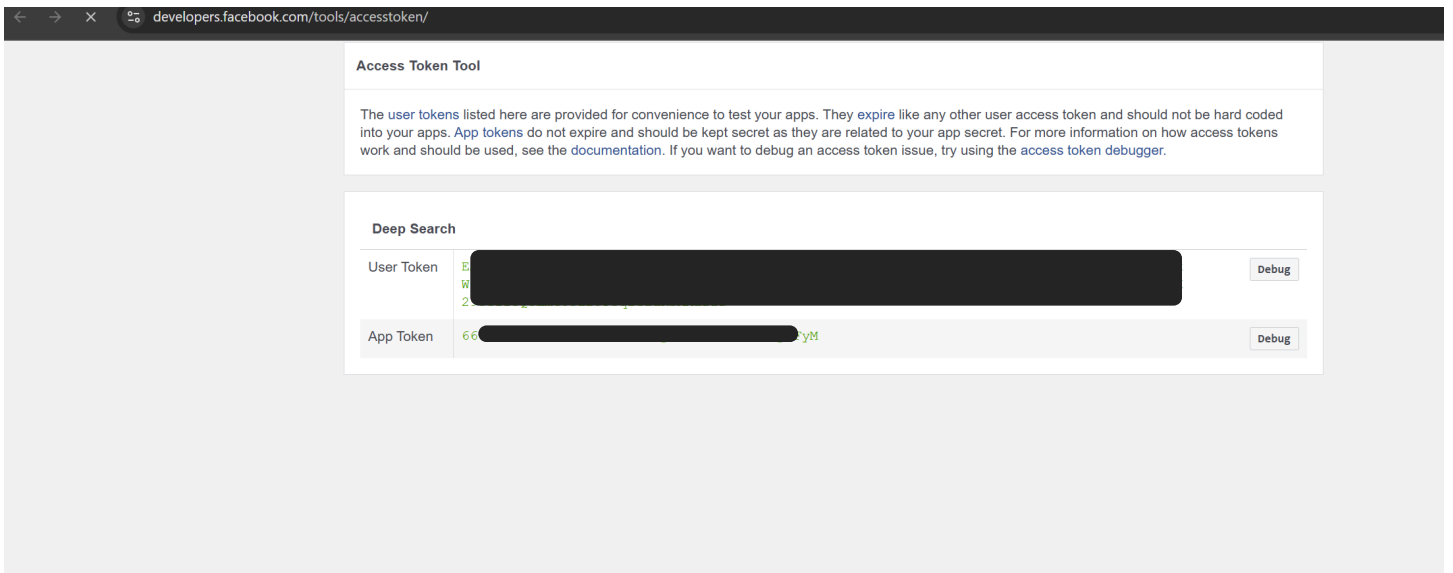 developers.facebook.com/tools/accesstoken/
Access Token Tool
The user tokens listed here are provided for convenience to test your apps. They expire like any other user access token and should not be hard coded
into your apps. App tokens do not expire and should be kept secret as they are related to your app secret. For more information on how access tokens
work and should be used, see the documentation. If you want to debug an access token issue, try using the access token debugger.
Deep Search
User Token E Debug
W
2
App Token 66 yM Debug